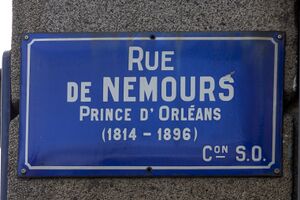 RUE
DE NEMOURS
PRINCE D'ORLÉANS
(1814 - 1896)
CON S.O.